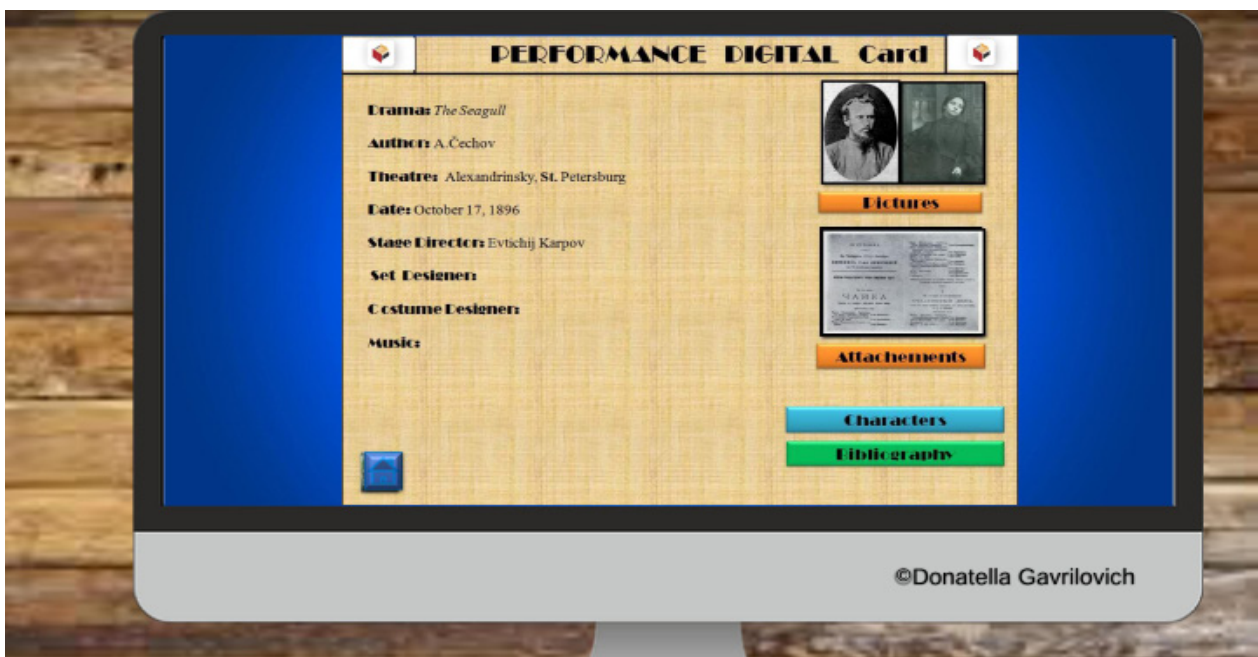 PERFORMANCE DIGITAL Card
Drama: The Seagull
Author: A.Čechov
Theatre: Alexandrinsky, St. Petersburg
Date: October 17, 1896
Stage Director: Evtichij Karpov
Set Designer:
Costume Designer:
Music:
Pictures
ЧАЙКА
Attachements
Characters
Bibliography
©Donatella Gavrilovich